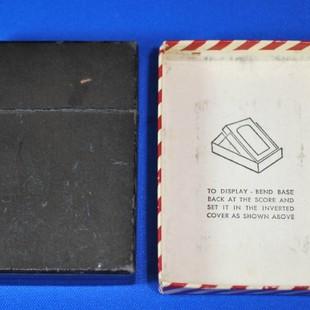 TO DISPLAY - BEND BASE
BACK AT THE SCORE AND
SET IT IN THE INVERTED
COVER AS SHOWN ABOVE